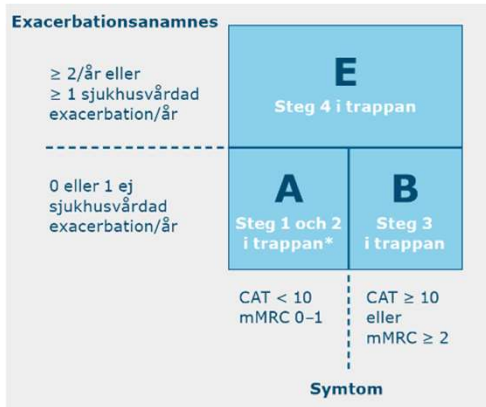 Exacerbationsanamnes
≥ 2/år eller
≥ 1 sjukhusvårdad
exacerbation/år
E
Steg 4 i trappan
0 eller 1 ej
sjukhusvårdad
exacerbation/år
A
Steg 1 och 2
i trappan*
B
Steg 3
i trappan
CAT < 10
mMRC 0–1
CAT ≥ 10
eller
mMRC ≥ 2
Symtom